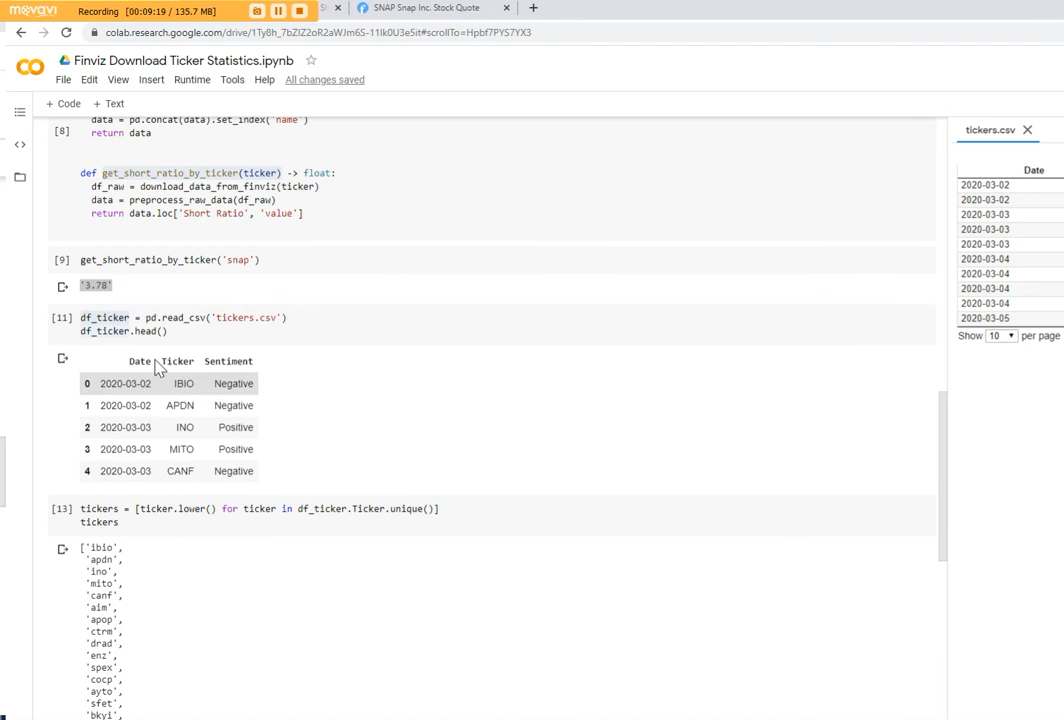 movavi
Recording (00:09:19 / 135.7 MB)
SNAP Snap Inc. Stock Quote
colab.research.google.com/drive/1Ty8h_7bZIZ2oR2aWJm6S-11Ik0U3e5it#scrollTo=Hpbf7PYS7YX3
Finviz Download Ticker Statistics.ipynb
File Edit View Insert Runtime Tools Help All changes saved
+ Code + Text
data = pd.concat(data).set_index('name')
[8] return data
def get_short_ratio_by_ticker(ticker) -> float:
df_raw = download_data_from_finviz(ticker)
data = preprocess_raw_data(df_raw)
return data.loc['Short Ratio', 'value']
[9] get_short_ratio_by_ticker('snap')
'3.78'
[11] df_ticker = pd.read_csv('tickers.csv')
df_ticker.head()
Date Ticker Sentiment
0 2020-03-02 IBIO Negative
1 2020-03-02 APDN Negative
2 2020-03-03 INO Positive
3 2020-03-03 MITO Positive
4 2020-03-03 CANF Negative
[13] tickers = [ticker.lower() for ticker in df_ticker.Ticker.unique()]
tickers
['ibio',
'apdn',
'ino',
'mito',
'canf',
'aim',
'apop',
'ctrm',
'drad',
'enz',
'spex',
'cocp',
'ayto',
'sfet',
'bkyi',
tickers.csv
Date
2020-03-02
2020-03-02
2020-03-03
2020-03-03
2020-03-03
2020-03-04
2020-03-04
2020-03-04
2020-03-04
2020-03-05
Show 10 per page